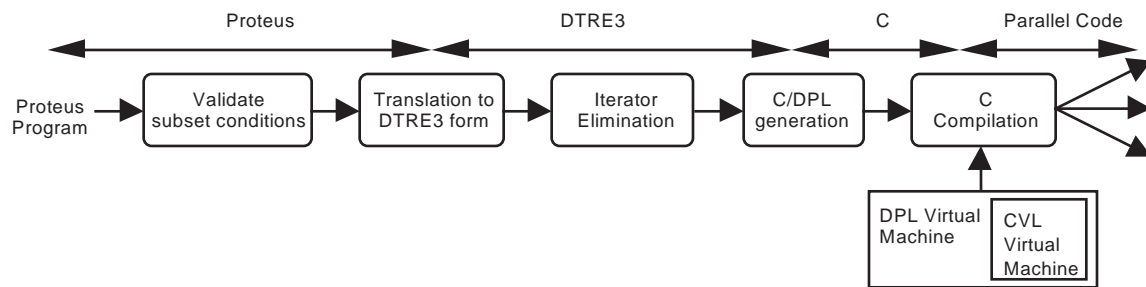 Proteus
DTRE3
C
Parallel Code
Proteus
Program
Validate
subset conditions
Translation to
DTRE3 form
Iterator
Elimination
C/DPL
generation
C
Compilation
DPL Virtual
Machine
CVL
Virtual
Machine